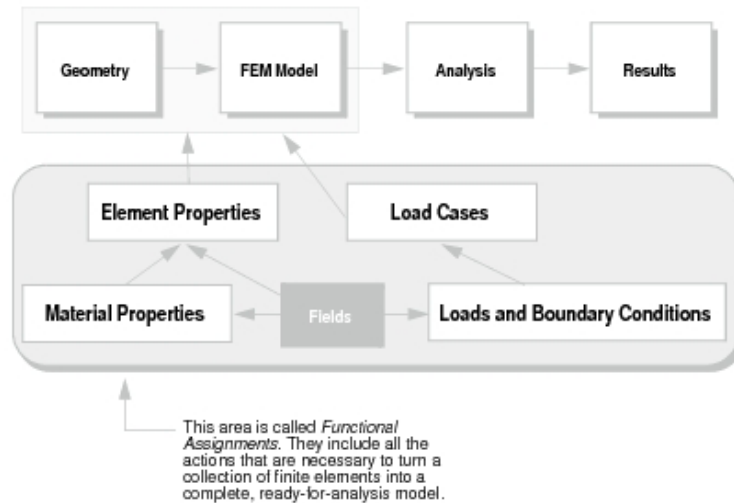 Geometry
FEM Model
Analysis
Results
Element Properties
Load Cases
Material Properties
Fields
Loads and Boundary Conditions
This area is called Functional
Assignments. They include all the
actions that are necessary to turn a
collection of finite elements into a
complete, ready-for-analysis model.